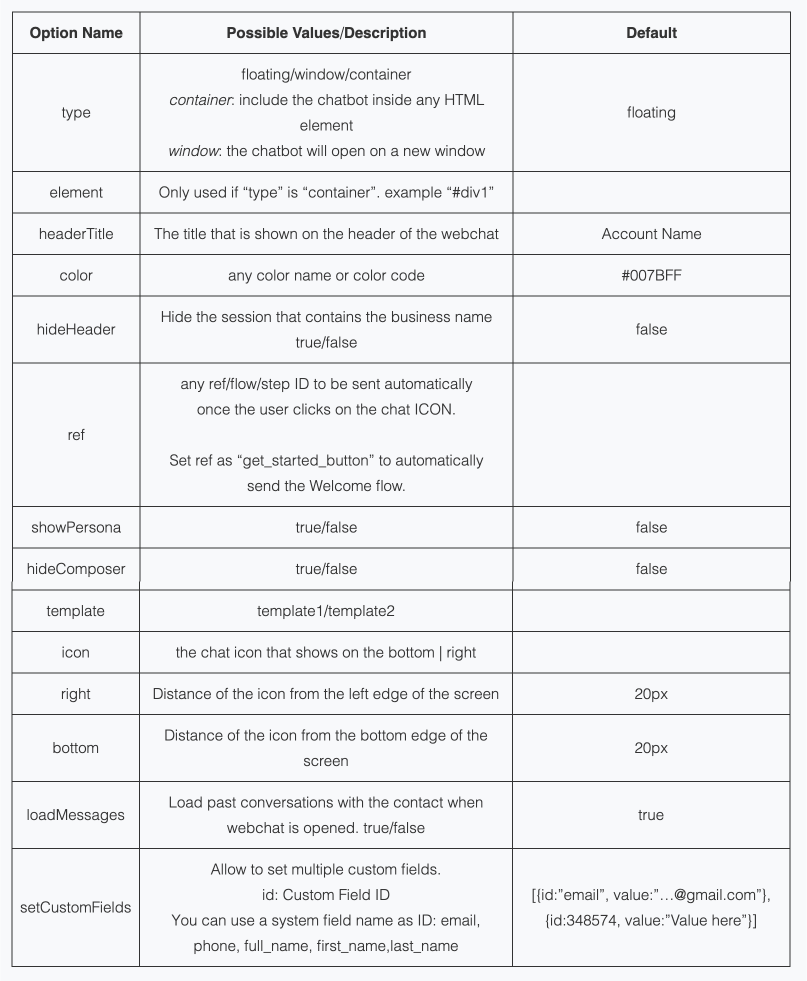 Option Name Possible Values/Description Default
floating/window/container
container: include the chatbot inside any HTML
type floating
element
window: the chatbot will open on a new window
element Only used if “type” is “container”. example “#div1”
headerTitle The title that is shown on the header of the webchat Account Name
color any color name or color code #007BFF
Hide the session that contains the business name
hideHeader false
true/false
any ref/flow/step ID to be sent automatically
once the user clicks on the chat ICON.
ref
Set ref as “get_started_button” to automatically
send the Welcome flow.
showPersona true/false false
hideComposer true/false false
template template1/template2
icon the chat icon that shows on the bottom | right
right Distance of the icon from the left edge of the screen 20px
Distance of the icon from the bottom edge of the
bottom 20px
screen
Load past conversations with the contact when
loadMessages true
webchat is opened. true/false
Allow to set multiple custom fields.
id: Custom Field ID [{id:”email”, value:”…@gmail.com”},
setCustomFields
You can use a system field name as ID: email, {id:348574, value:”Value here”}]
phone, full_name, first_name,last_name